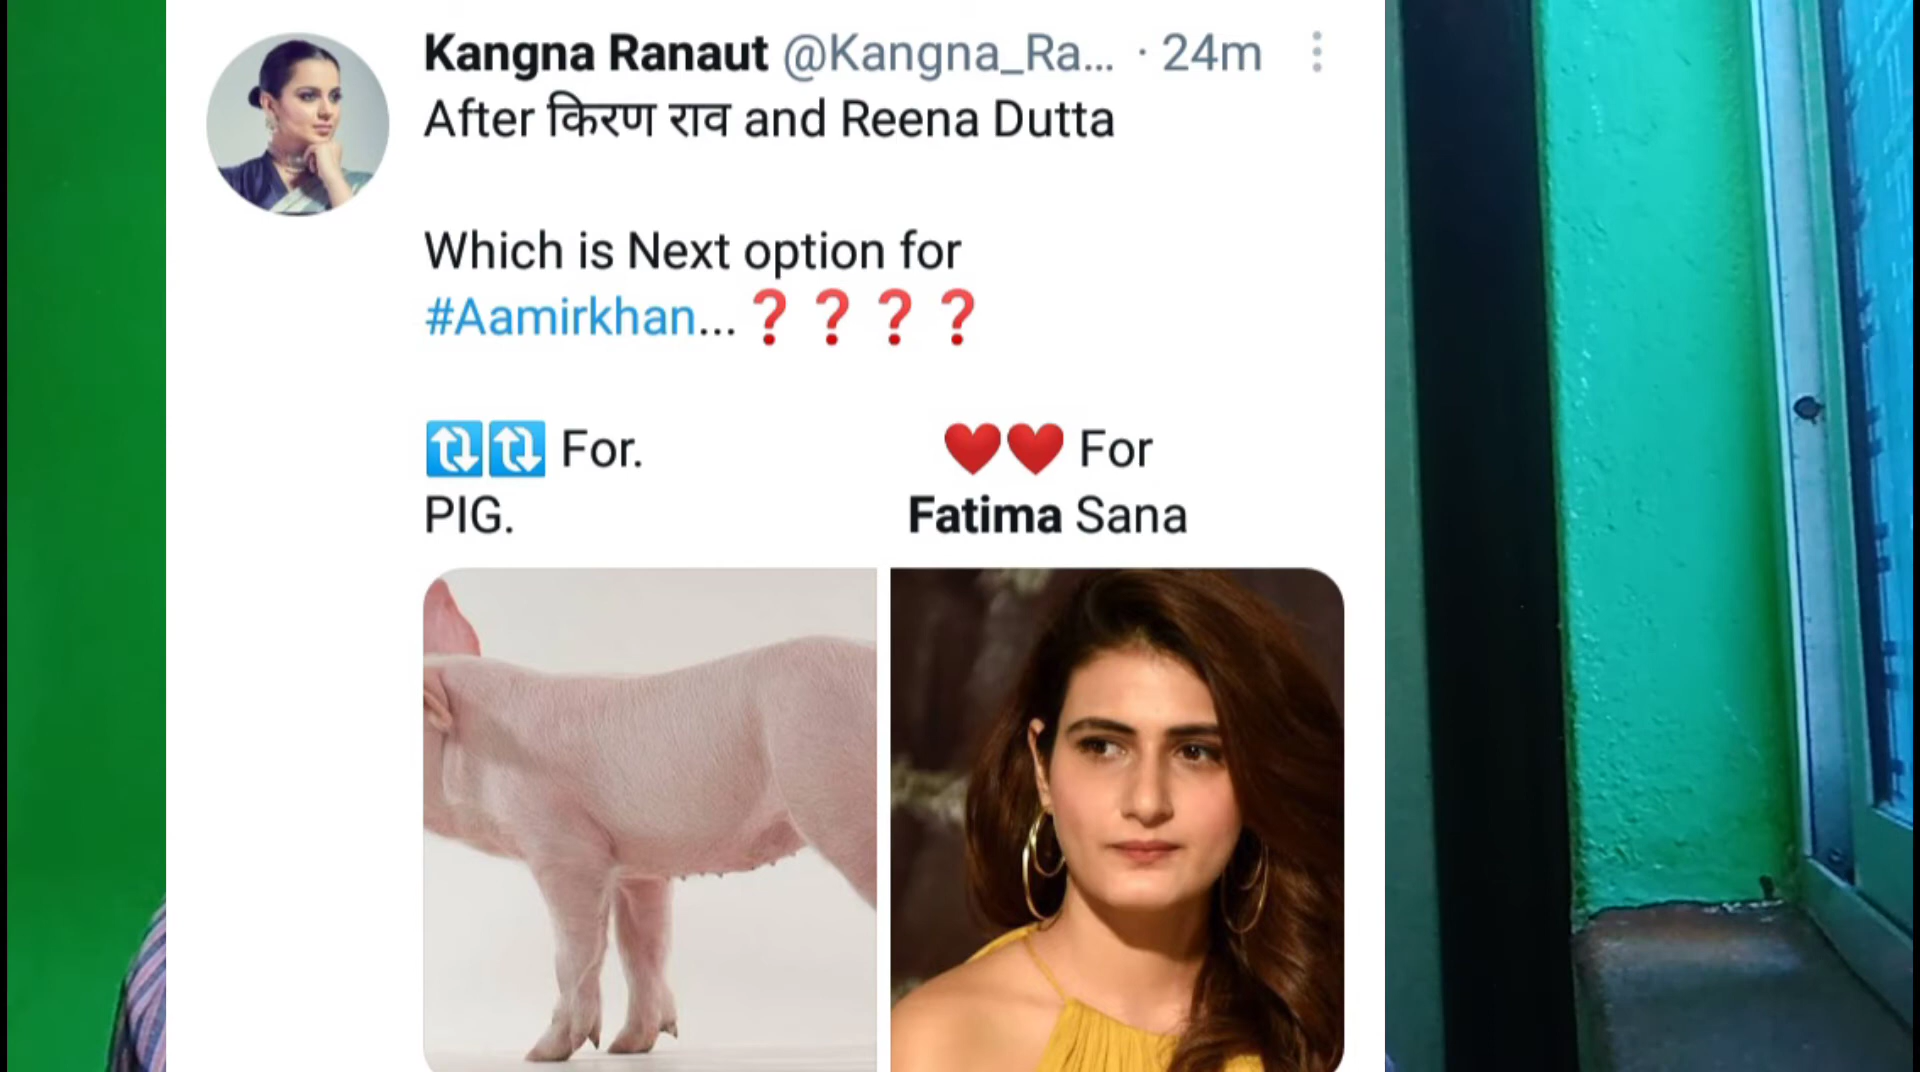 Kangna Ranaut @Kangna_Ra... · 24m
After किरण राव and Reena Dutta
Which is Next option for
#Aamirkhan...❓❓❓❓
🔃🔃 For. ❤️❤️ For
PIG. Fatima Sana